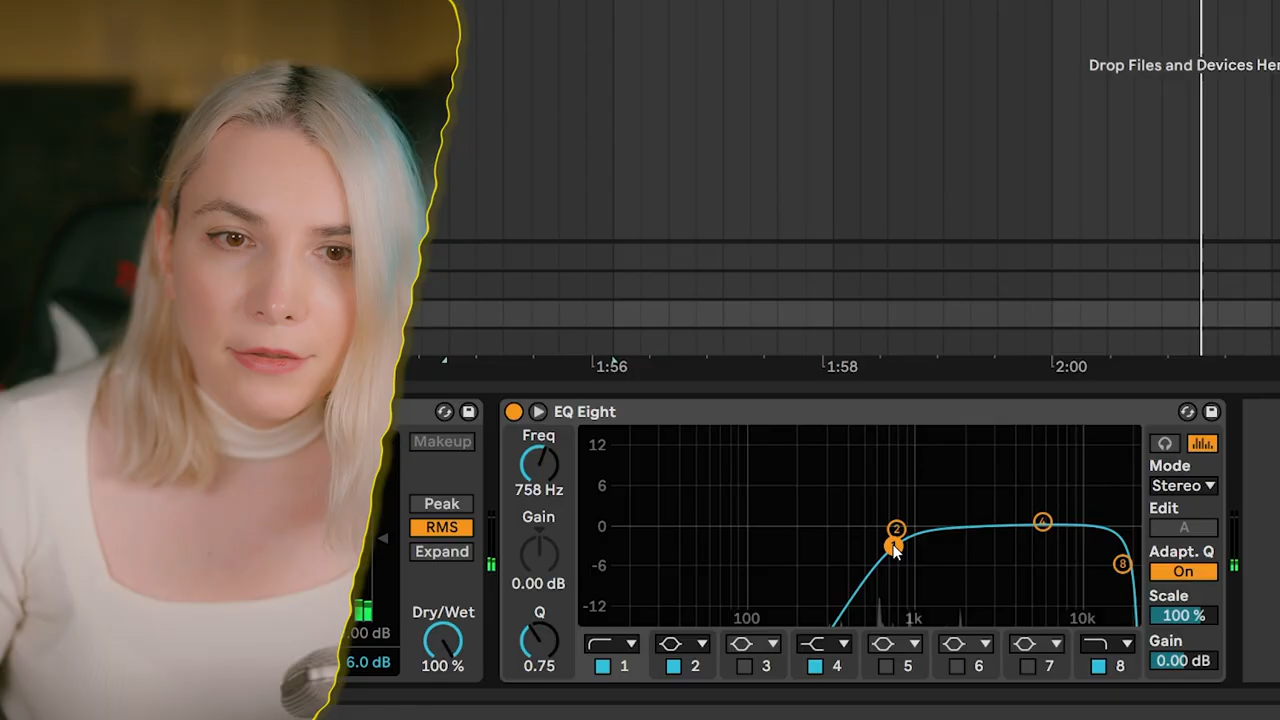 Drop Files and Devices Her
1:56
1:58
2:00
Makeup
Peak
RMS
Expand
Dry/Wet
100 %
.00 dB
6.0 dB
EQ Eight
Freq
758 Hz
Gain
0.00 dB
Q
0.75
12
6
0
-6
-12
100
1k
10k
2
4
8
1
2
3
4
5
6
7
8
Mode
Stereo
Edit
A
Adapt. Q
On
Scale
100 %
Gain
0.00 dB